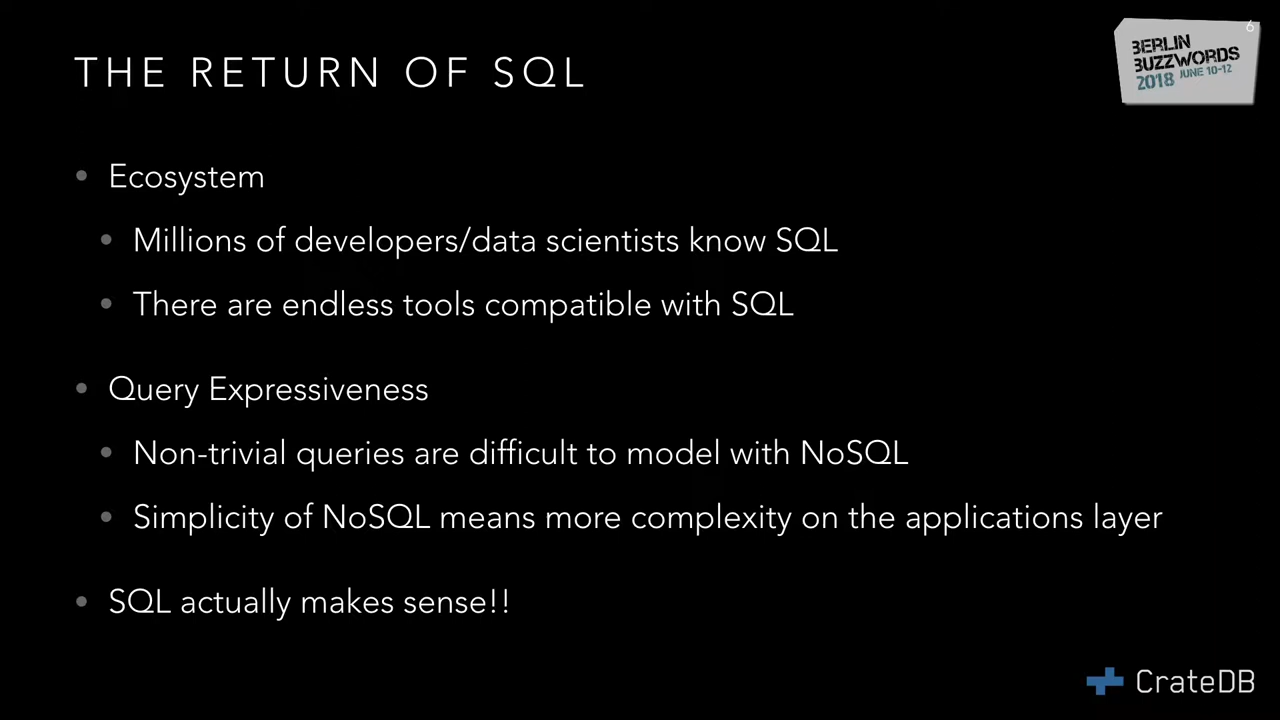 6
THE RETURN OF SQL
BERLIN
BUZZWORDS
2018 JUNE 10-12
• Ecosystem
• Millions of developers/data scientists know SQL
• There are endless tools compatible with SQL
• Query Expressiveness
• Non-trivial queries are difficult to model with NoSQL
• Simplicity of NoSQL means more complexity on the applications layer
• SQL actually makes sense!!
CrateDB